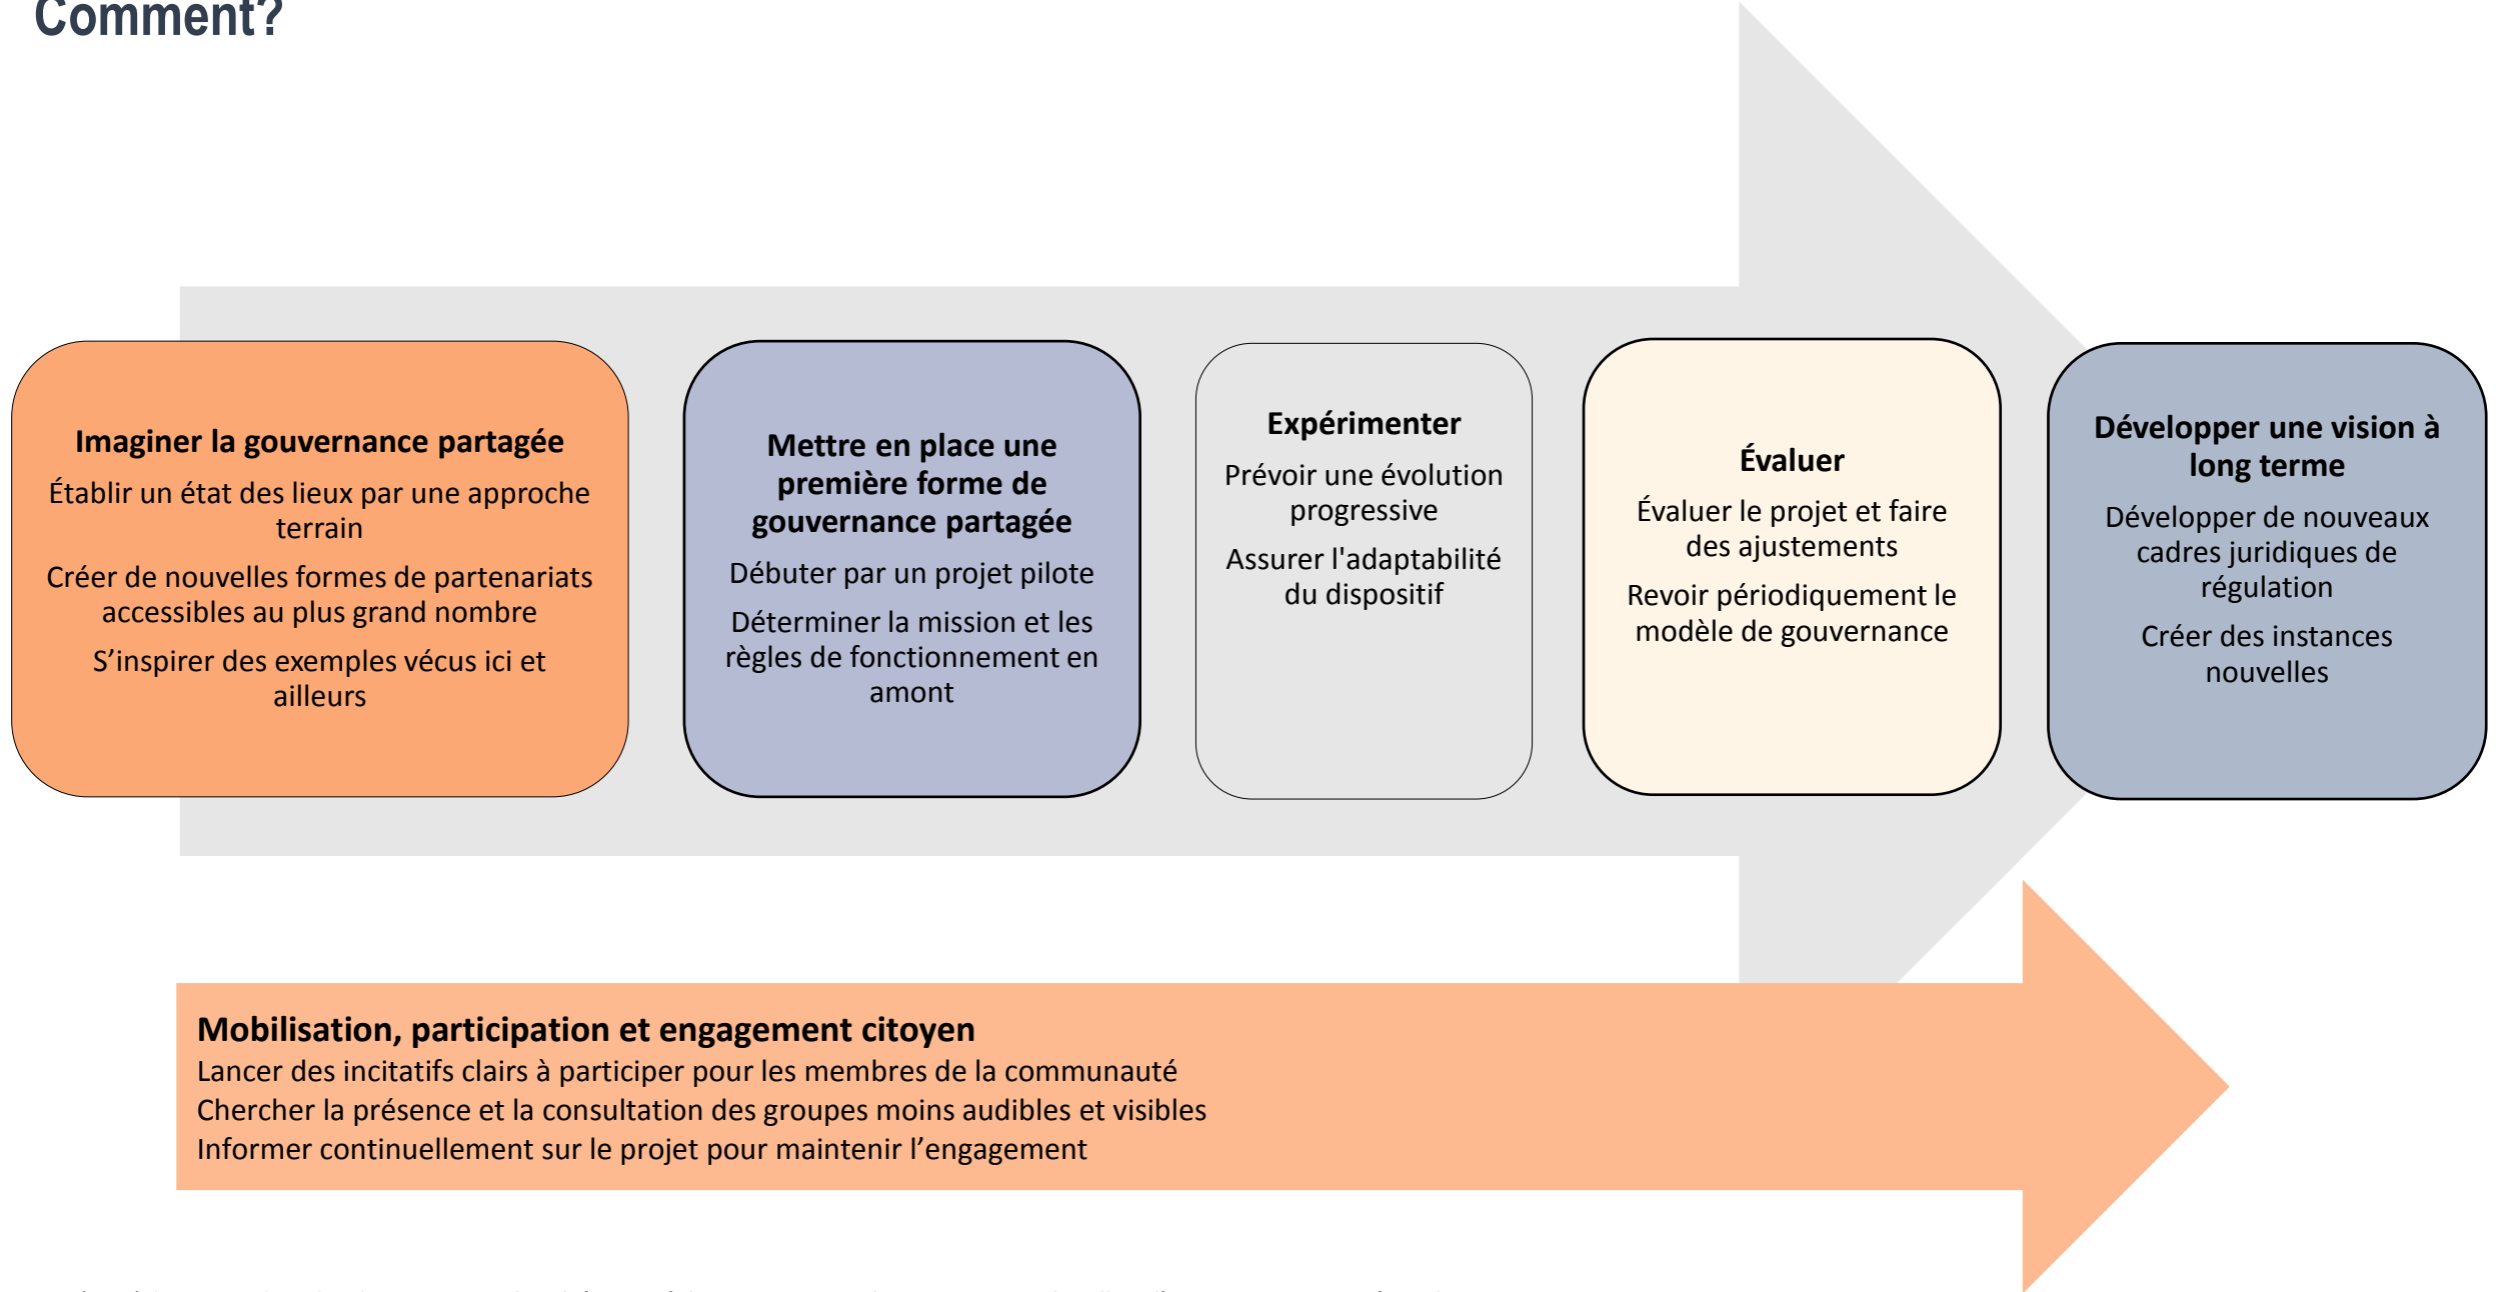 Comment?
Imaginer la gouvernance partagée
Établir un état des lieux par une approche
terrain
Créer de nouvelles formes de partenariats
accessibles au plus grand nombre
S’inspirer des exemples vécus ici et
ailleurs
Mettre en place une
première forme de
gouvernance partagée
Débuter par un projet pilote
Déterminer la mission et les
règles de fonctionnement en
amont
Expérimenter
Prévoir une évolution
progressive
Assurer l'adaptabilité
du dispositif
Évaluer
Évaluer le projet et faire
des ajustements
Revoir périodiquement le
modèle de gouvernance
Développer une vision à
long terme
Développer de nouveaux
cadres juridiques de
régulation
Créer des instances
nouvelles
Mobilisation, participation et engagement citoyen
Lancer des incitatifs clairs à participer pour les membres de la communauté
Chercher la présence et la consultation des groupes moins audibles et visibles
Informer continuellement sur le projet pour maintenir l’engagement